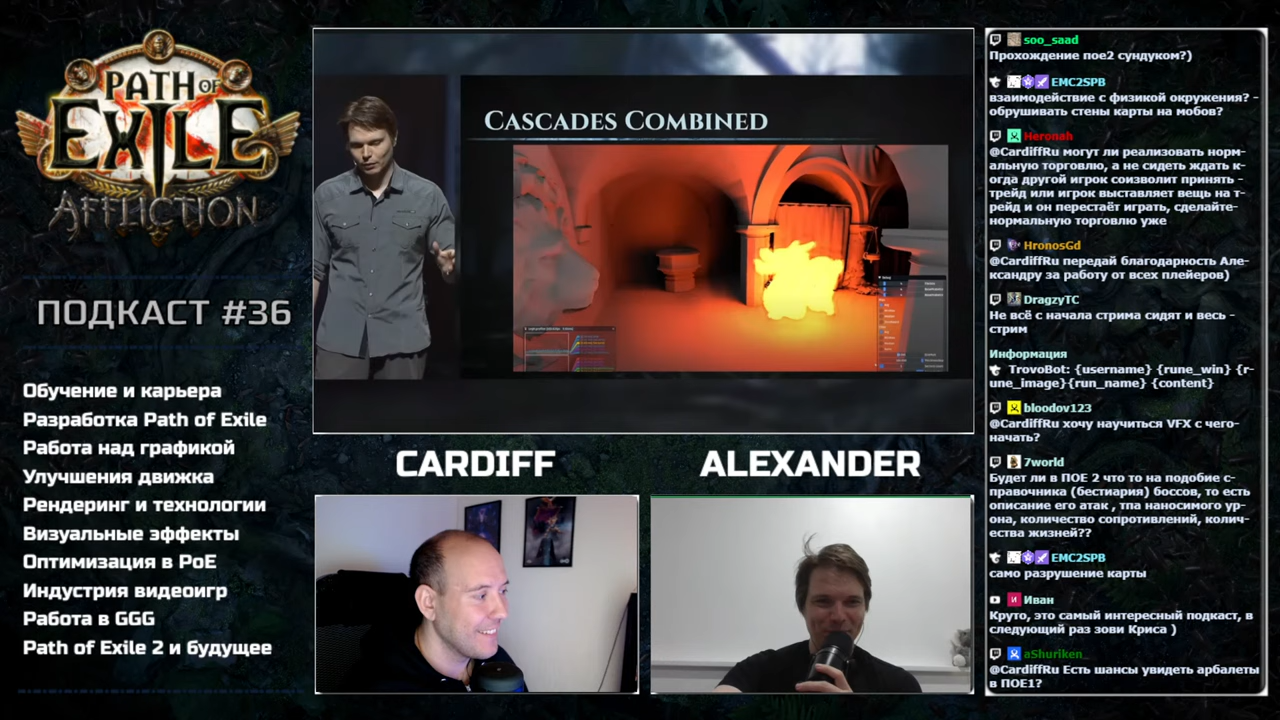 PATH OF
EXILE
AFFLICTION
ПОДКАСТ #36
Обучение и карьера
Разработка Path of Exile
Работа над графикой
Улучшения движка
Рендеринг и технологии
Визуальные эффекты
Оптимизация в PoE
Индустрия видеоигр
Работа в GGG
Path of Exile 2 и будущее
CASCADES COMBINED
CARDIFF
ALEXANDER
soo_saad
Прохождение пое2 сундуком?)
EMC2SPB
взаимодействие с физикой окружения? -
обрушивать стены карты на мобов?
Heronah
@CardiffRu могут ли реализовать норм-
альную торговлю, а не сидеть ждать к-
огда другой игрок соизволит принять -
трейд или игрок выставляет вещь на т-
рейд и он перестаёт играть, сделайте-
нормальную торговлю уже
HronosGd
@CardiffRu передай благодарность Але-
ксандру за работу от всех плейеров)
DragzyTC
Не всё с начала стрима сидят и весь -
стрим
Информация
TrovoBot: {username} {rune_win} {r-
une_image}{run_name} {content}
bloodov123
@CardiffRu хочу научиться VFX с чего-
начать?
7world
Будет ли в ПОЕ 2 что то на подобие с-
правочника (бестиария) боссов, то есть
описание его атак , тпа наносимого ур-
она, количество сопротивлений, колич-
ества жизней??
EMC2SPB
само разрушение карты
Иван
Круто, это самый интересный подкаст, в
следующий раз зови Криса )
aShuriken_
@CardiffRu Есть шансы увидеть арбалеты
в ПОЕ1?